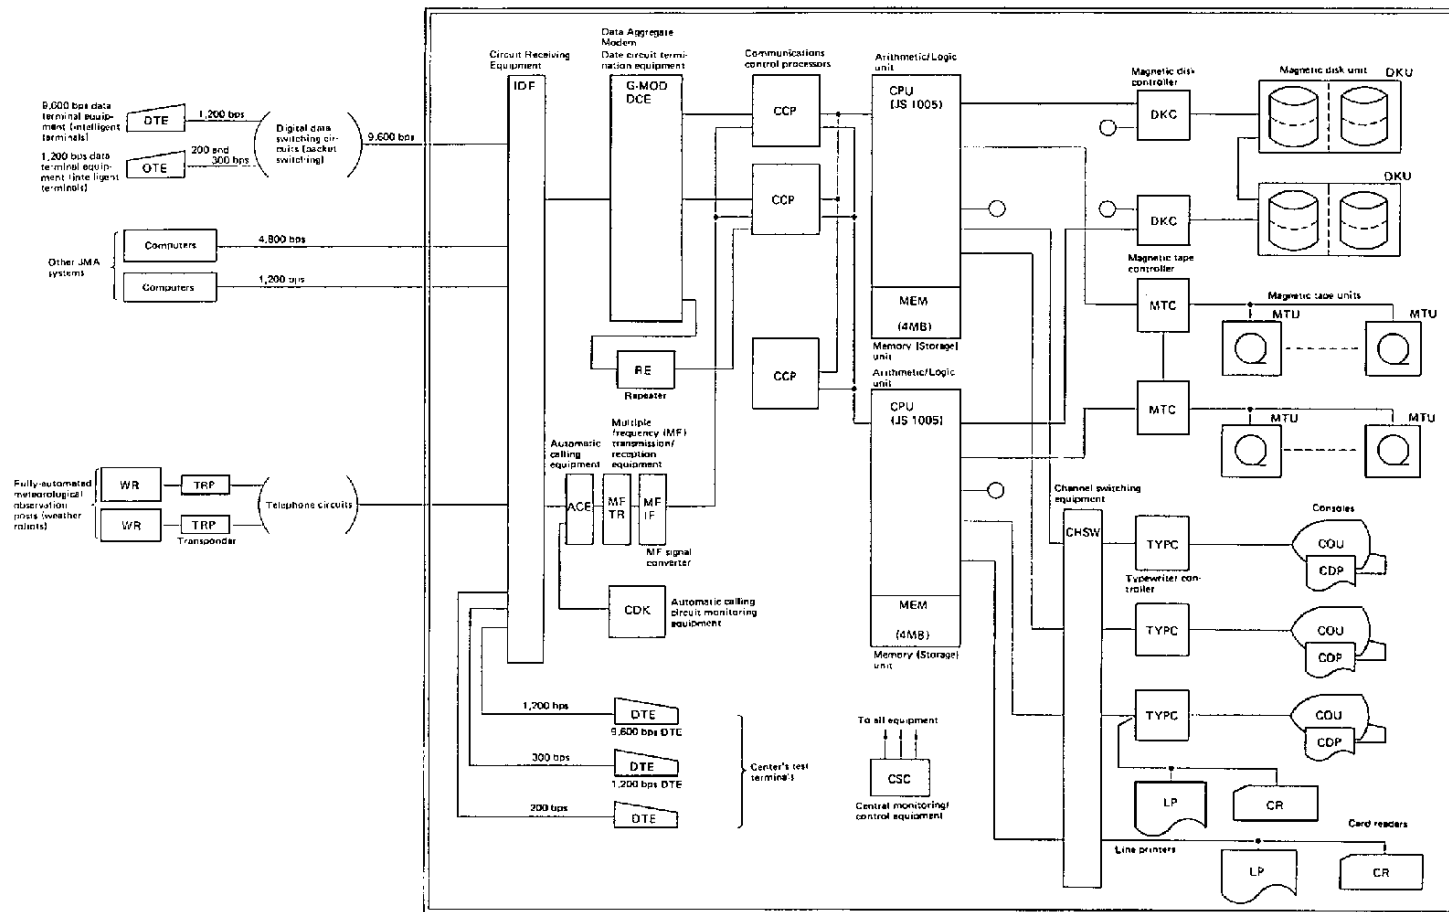 9,600 bps data
terminal equip-
ment (intelligent
terminals)
DTE
1,200 bps
1,200 bps data
terminal equip-
ment (intelligent
terminals)
OTE
200 and
300 bps
Digital data
switching cir-
cuits (packet
switching)
9,600 bps
Other JMA
systems
Computers
4,800 bps
Computers
1,200 bps
Fully-automated
meteorological
observation
posts (weather
robots)
WR
TRP
WR
TRP
Transponder
Telephone circuits
Circuit Receiving
Equipment
IDF
Data Aggregate
Modem
Date circuit termi-
nation equipment
G-MOD
DCE
RE
Repeater
Automatic
calling
equipment
ACE
Multiple
frequency (MF)
transmission/
reception
equipment
MF
TR
MF
IF
MF signal
converter
CDK
Automatic calling
circuit monitoring
equipment
1,200 bps
DTE
9,600 bps DTE
300 bps
DTE
1,200 bps DTE
200 bps
DTE
Center's test
terminals
Communications
control processors
CCP
CCP
CCP
Arithmetic/Logic
unit
CPU
(JS 1005)
MEM
(4MB)
Memory (Storage)
unit
Arithmetic/Logic
unit
CPU
(JS 1005)
MEM
(4MB)
Memory (Storage)
unit
To all equipment
CSC
Central monitoring/
control equipment
Magnetic disk
controller
DKC
DKC
Magnetic disk unit
DKU
DKU
Magnetic tape
controller
MTC
MTC
Magnetic tape units
MTU
MTU
MTU
MTU
Channel switching
equipment
CHSW
TYPC
Typewriter con-
troller
TYPC
TYPC
Consoles
COU
CDP
COU
CDP
COU
CDP
LP
CR
Line printers
Card readers
LP
CR